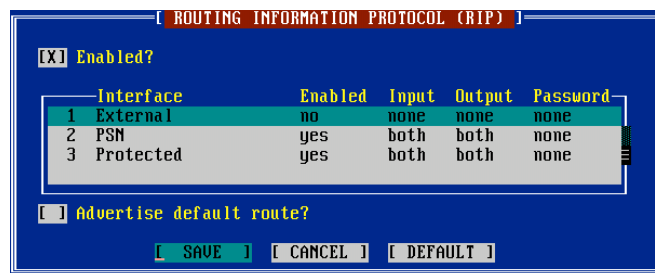 [ ROUTING INFORMATION PROTOCOL (RIP) ]
[X] Enabled?
Interface Enabled Input Output Password
1 External no none none none
2 PSN yes both both none
3 Protected yes both both none
[ ] Advertise default route?
[ SAVE ] [ CANCEL ] [ DEFAULT ]